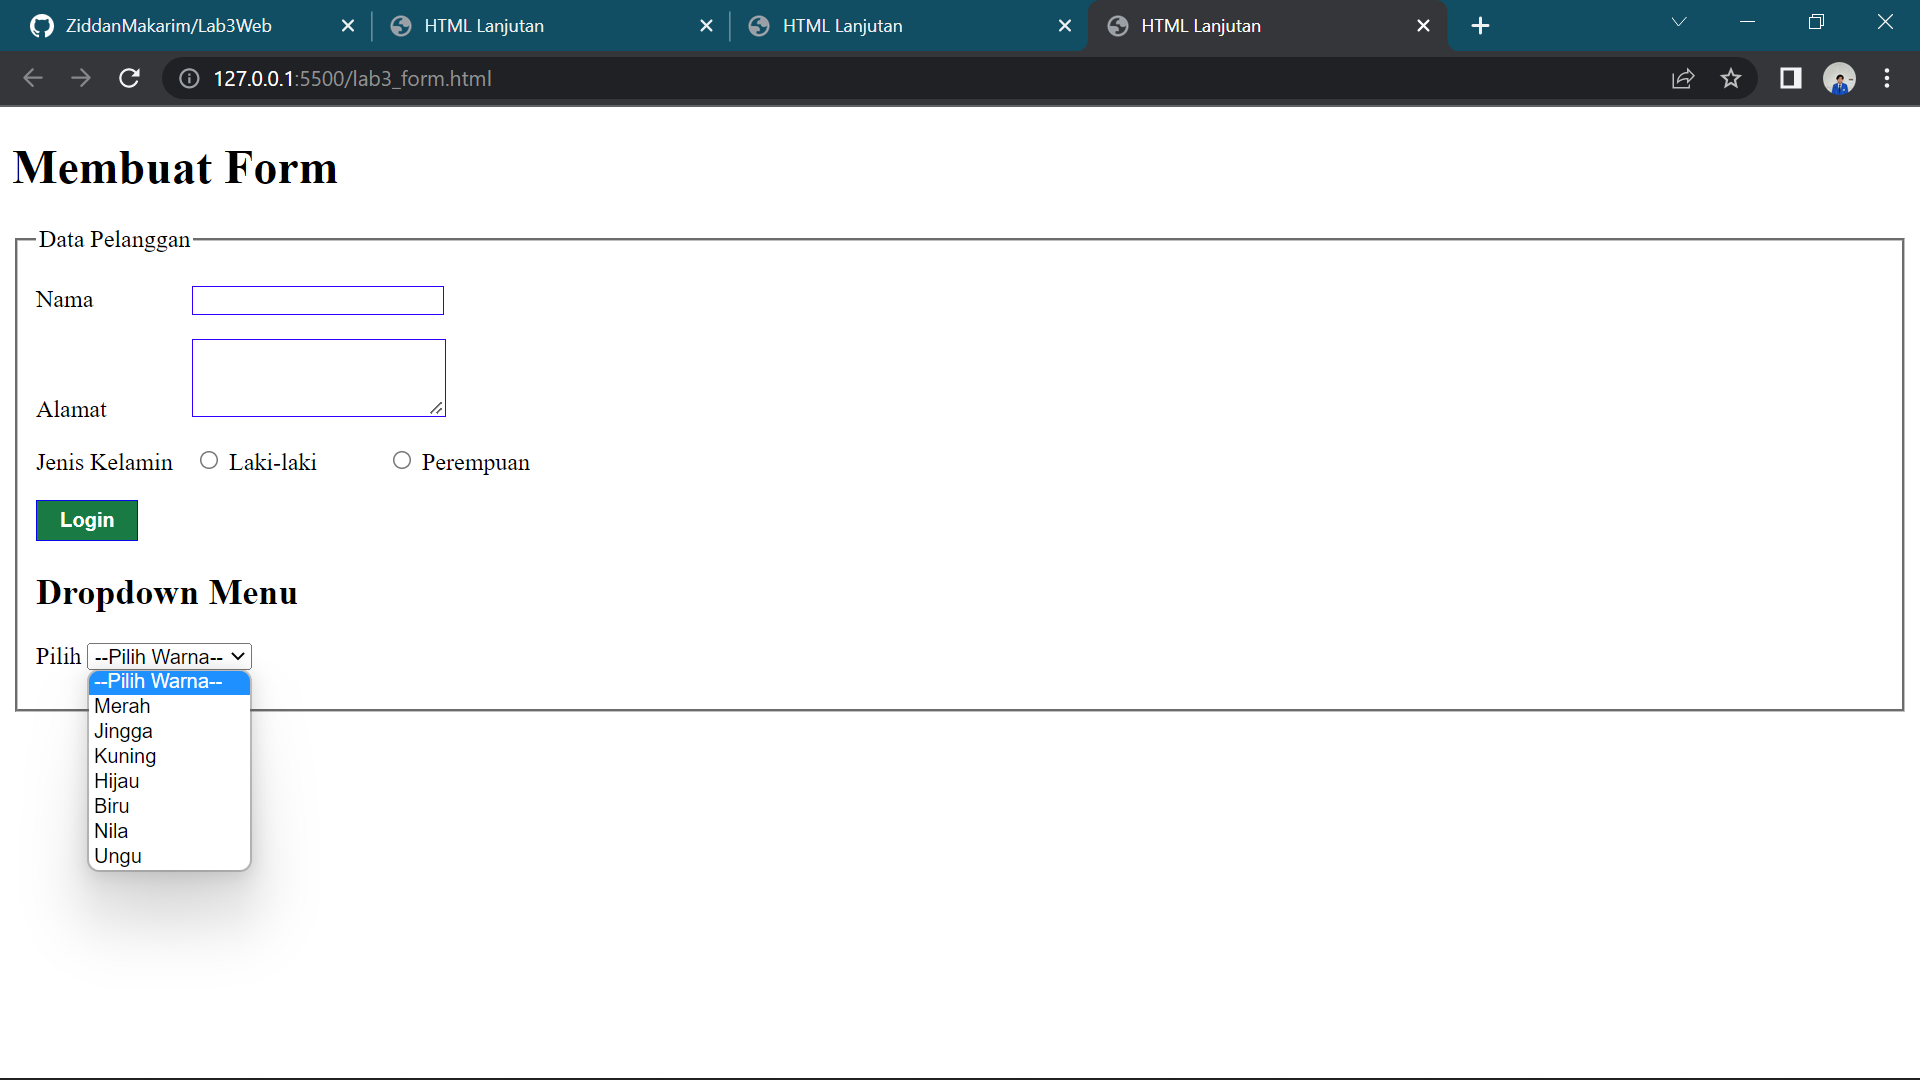 ZiddanMakarim/Lab3Web
HTML Lanjutan
HTML Lanjutan
HTML Lanjutan
127.0.0.1:5500/lab3_form.html
Membuat Form
Data Pelanggan
Nama
Alamat
Jenis Kelamin Laki-laki Perempuan
Login
Dropdown Menu
Pilih --Pilih Warna--
--Pilih Warna--
Merah
Jingga
Kuning
Hijau
Biru
Nila
Ungu